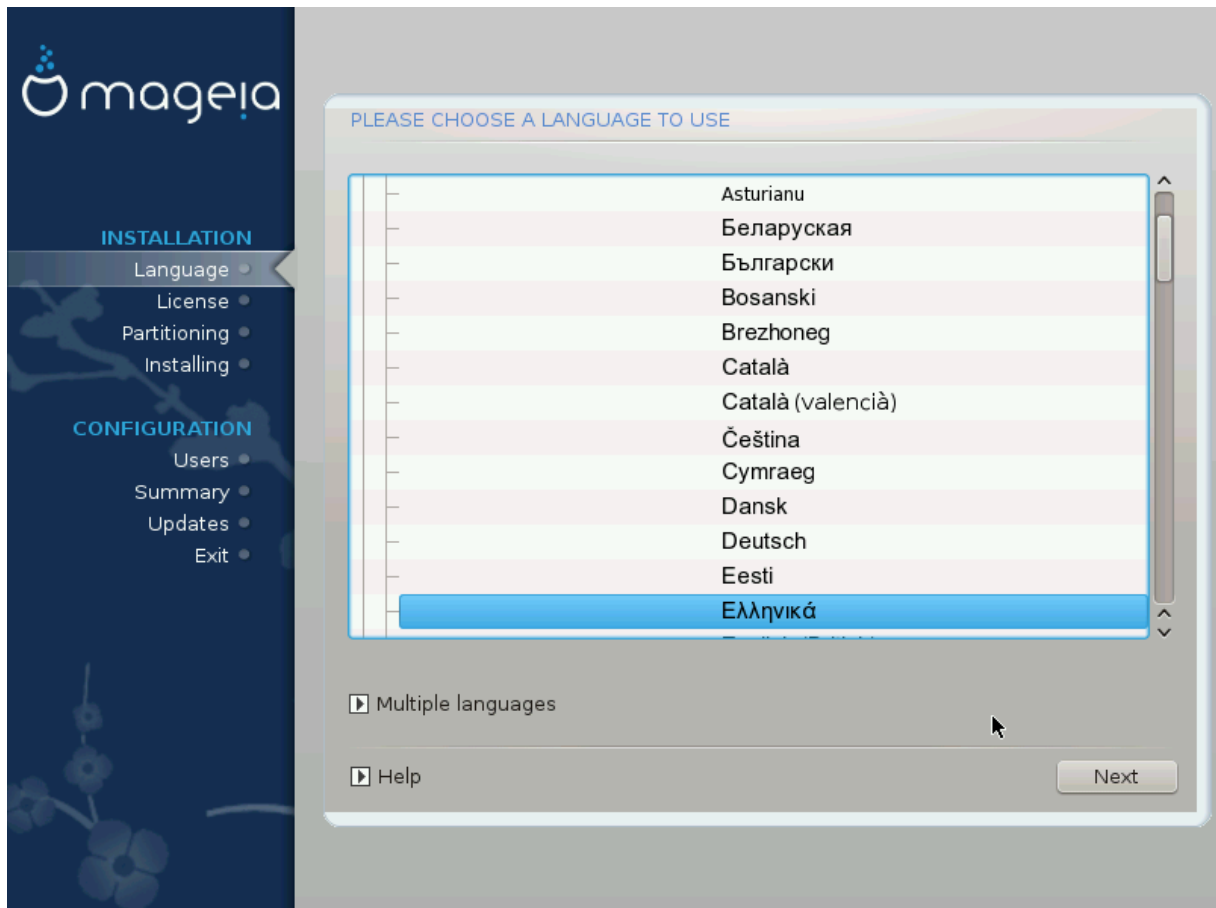 mageia
INSTALLATION
Language
License
Partitioning
Installing
CONFIGURATION
Users
Summary
Updates
Exit
PLEASE CHOOSE A LANGUAGE TO USE
Asturianu
Беларуская
Български
Bosanski
Brezhoneg
Català
Català (valencià)
Čeština
Cymraeg
Dansk
Deutsch
Eesti
Ελληνικά
Multiple languages
Help
Next